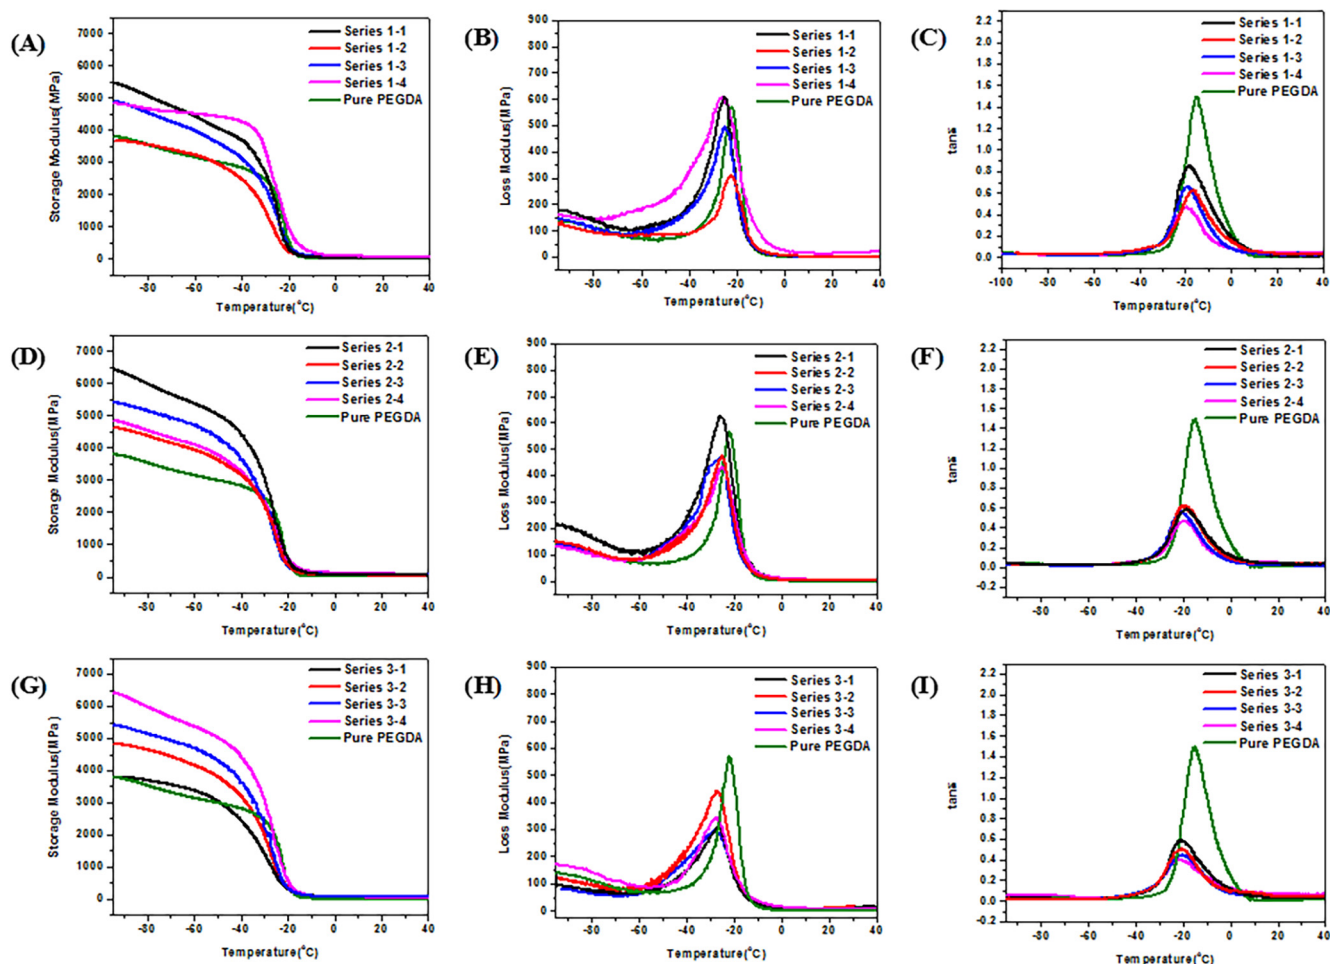 (A)
Storage Modulus(MPa)
7000
6000
5000
4000
3000
2000
1000
0
Series 1-1
Series 1-2
Series 1-3
Series 1-4
Pure PEGDA
-80 -60 -40 -20 0 20 40
Temperature(°C)
(B)
Loss Modulus(MPa)
900
800
700
600
500
400
300
200
100
0
Series 1-1
Series 1-2
Series 1-3
Series 1-4
Pure PEGDA
-80 -60 -40 -20 0 20 40
Temperature(°C)
(C)
tanδ
2.2
2.0
1.8
1.6
1.4
1.2
1.0
0.8
0.6
0.4
0.2
0.0
Series 1-1
Series 1-2
Series 1-3
Series 1-4
Pure PEGDA
-100 -80 -60 -40 -20 0 20 40
Temperature(°C)
(D)
Storage Modulus(MPa)
7000
6000
5000
4000
3000
2000
1000
0
Series 2-1
Series 2-2
Series 2-3
Series 2-4
Pure PEGDA
-80 -60 -40 -20 0 20 40
Temperature(°C)
(E)
Loss Modulus(MPa)
900
800
700
600
500
400
300
200
100
0
Series 2-1
Series 2-2
Series 2-3
Series 2-4
Pure PEGDA
-80 -60 -40 -20 0 20 40
Temperature(°C)
(F)
tanδ
2.2
2.0
1.8
1.6
1.4
1.2
1.0
0.8
0.6
0.4
0.2
0.0
-0.2
Series 2-1
Series 2-2
Series 2-3
Series 2-4
Pure PEGDA
-80 -60 -40 -20 0 20 40
Temperature(°C)
(G)
Storage Modulus(MPa)
7000
6000
5000
4000
3000
2000
1000
0
Series 3-1
Series 3-2
Series 3-3
Series 3-4
Pure PEGDA
-80 -60 -40 -20 0 20 40
Temperature(°C)
(H)
Loss Modulus(MPa)
900
800
700
600
500
400
300
200
100
0
Series 3-1
Series 3-2
Series 3-3
Series 3-4
Pure PEGDA
-80 -60 -40 -20 0 20 40
Temperature(°C)
(I)
tanδ
2.2
2.0
1.8
1.6
1.4
1.2
1.0
0.8
0.6
0.4
0.2
0.0
-0.2
Series 3-1
Series 3-2
Series 3-3
Series 3-4
Pure PEGDA
-80 -60 -40 -20 0 20 40
Temperature(°C)